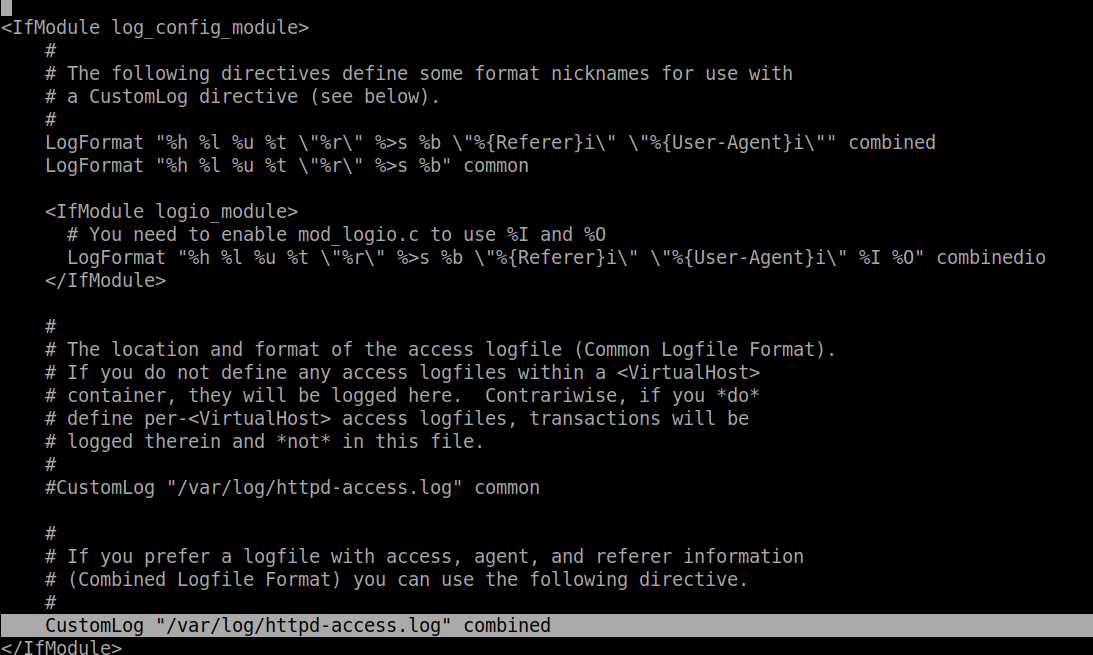 <IfModule log_config_module>
    #
    # The following directives define some format nicknames for use with
    # a CustomLog directive (see below).
    #
    LogFormat "%h %l %u %t \"%r\" %>s %b \"%{Referer}i\" \"%{User-Agent}i\"" combined
    LogFormat "%h %l %u %t \"%r\" %>s %b" common

    <IfModule logio_module>
      # You need to enable mod_logio.c to use %I and %O
      LogFormat "%h %l %u %t \"%r\" %>s %b \"%{Referer}i\" \"%{User-Agent}i\" %I %O" combinedio
    </IfModule>

    #
    # The location and format of the access logfile (Common Logfile Format).
    # If you do not define any access logfiles within a <VirtualHost>
    # container, they will be logged here.  Contrariwise, if you *do*
    # define per-<VirtualHost> access logfiles, transactions will be
    # logged therein and *not* in this file.
    #
    #CustomLog "/var/log/httpd-access.log" common

    #
    # If you prefer a logfile with access, agent, and referer information
    # (Combined Logfile Format) you can use the following directive.
    #
    CustomLog "/var/log/httpd-access.log" combined
</IfModule>